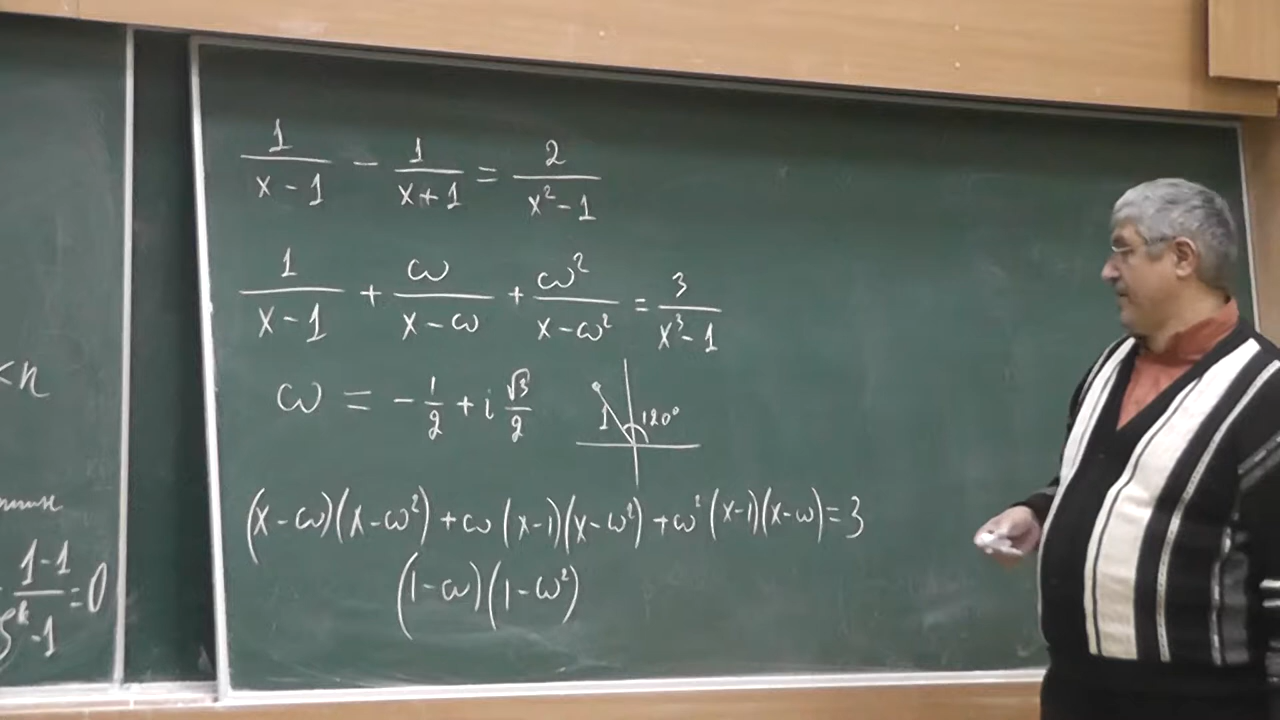 <n
1-1/ζ^k-1=0
1/(x-1) - 1/(x+1) = 2/(x²-1)
1/(x-1) + ω/(x-ω) + ω²/(x-ω²) = 3/(x³-1)
ω = -1/2 + i √3/2
1 120°
(x-ω)(x-ω²)+ω(x-1)(x-ω²)+ω²(x-1)(x-ω)=3
(1-ω)(1-ω²)